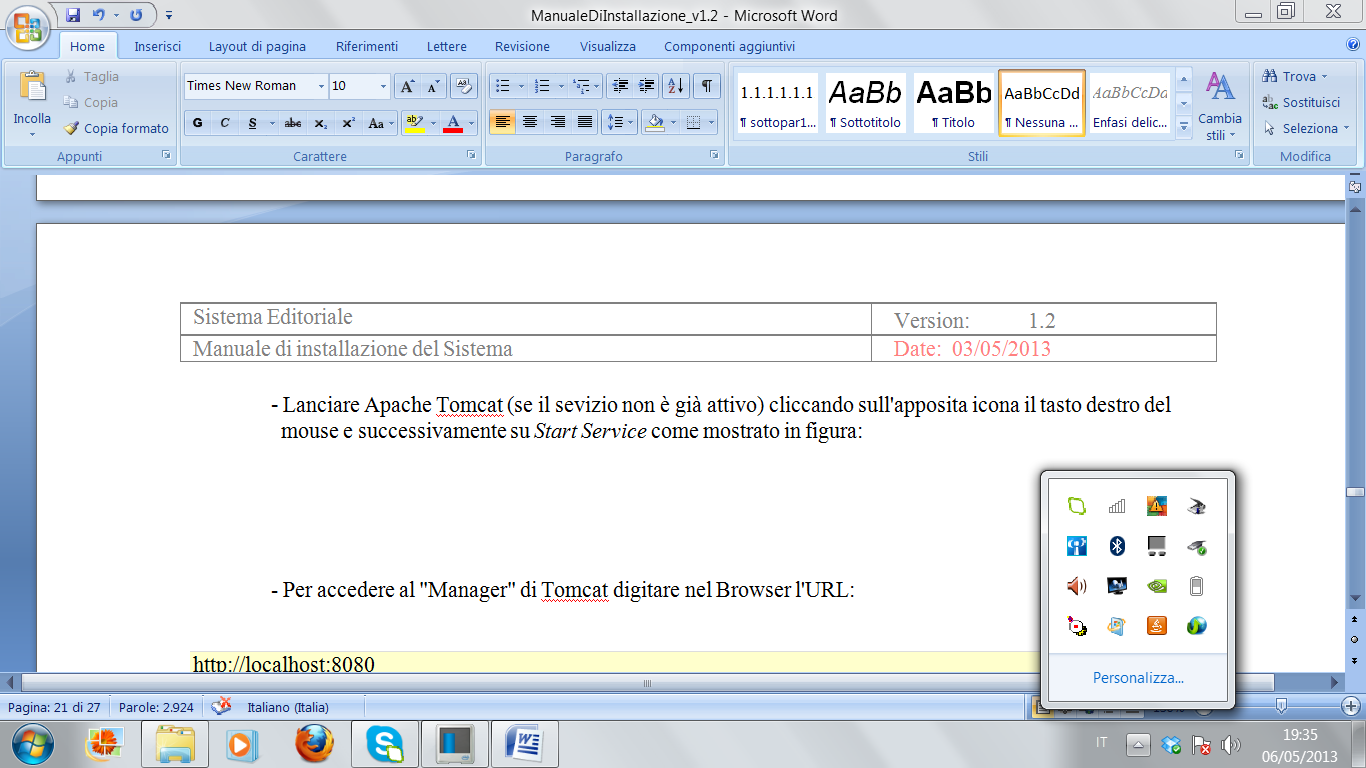 ManualeDiInstallazione_v1.2 - Microsoft Word
Home Inserisci Layout di pagina Riferimenti Lettere Revisione Visualizza Componenti aggiuntivi
Incolla
Taglia
Copia
Copia formato
Appunti
Times New Roman 10
G C S abc x₂ x² Aa ab A
Carattere
Paragrafo
1.1.1.1.1.1 AaBb AaBb AaBbCcDd AaBbCcDd
¶ sottopar1... ¶ Sottotitolo ¶ Titolo ¶ Nessuna ... Enfasi delic...
Cambia
stili
Stili
Trova
Sostituisci
Seleziona
Modifica
Sistema Editoriale Version: 1.2
Manuale di installazione del Sistema Date: 03/05/2013
- Lanciare Apache Tomcat (se il sevizio non è già attivo) cliccando sull'apposita icona il tasto destro del
mouse e successivamente su Start Service come mostrato in figura:
- Per accedere al "Manager" di Tomcat digitare nel Browser l'URL:
http://localhost:8080
Personalizza...
Pagina: 21 di 27 Parole: 2.924 Italiano (Italia)
IT
19:35
06/05/2013